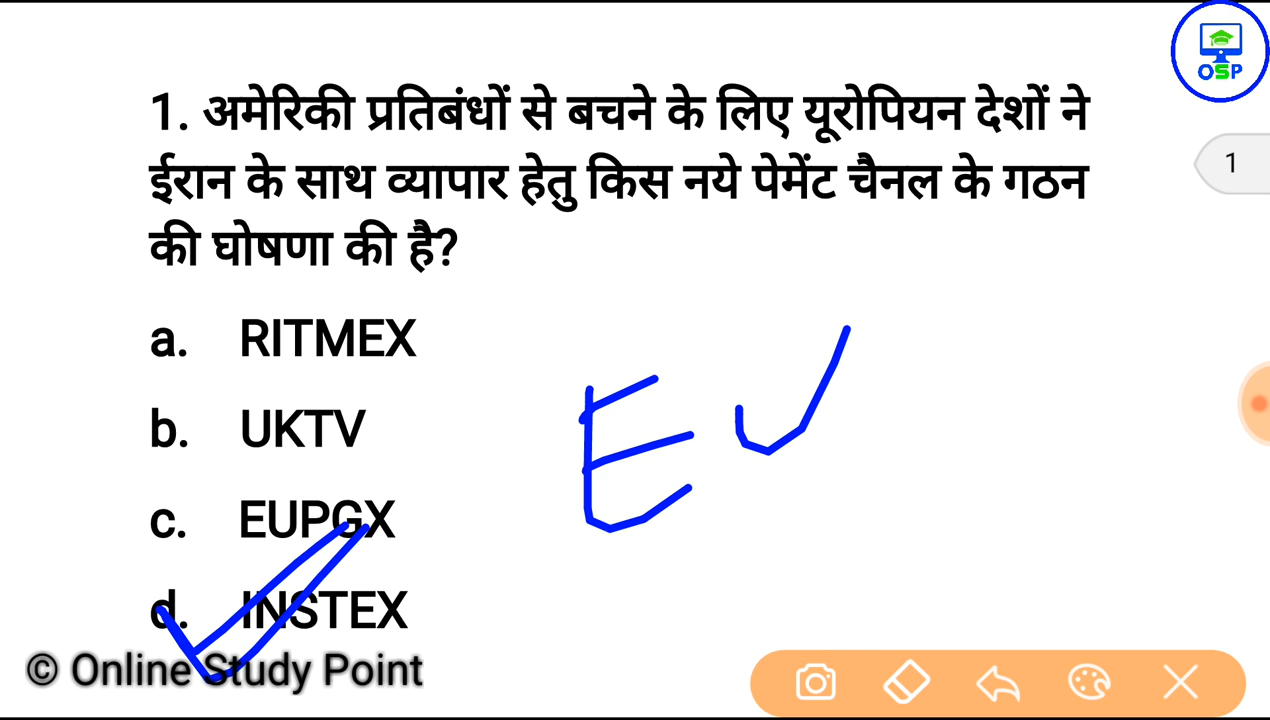 OSP
1. अमेरिकी प्रतिबंधों से बचने के लिए यूरोपियन देशों ने
ईरान के साथ व्यापार हेतु किस नये पेमेंट चैनल के गठन
की घोषणा की है?
1
a. RITMEX
b. UKTV
c. EUPGX
d. INSTEX
EU
© Online Study Point